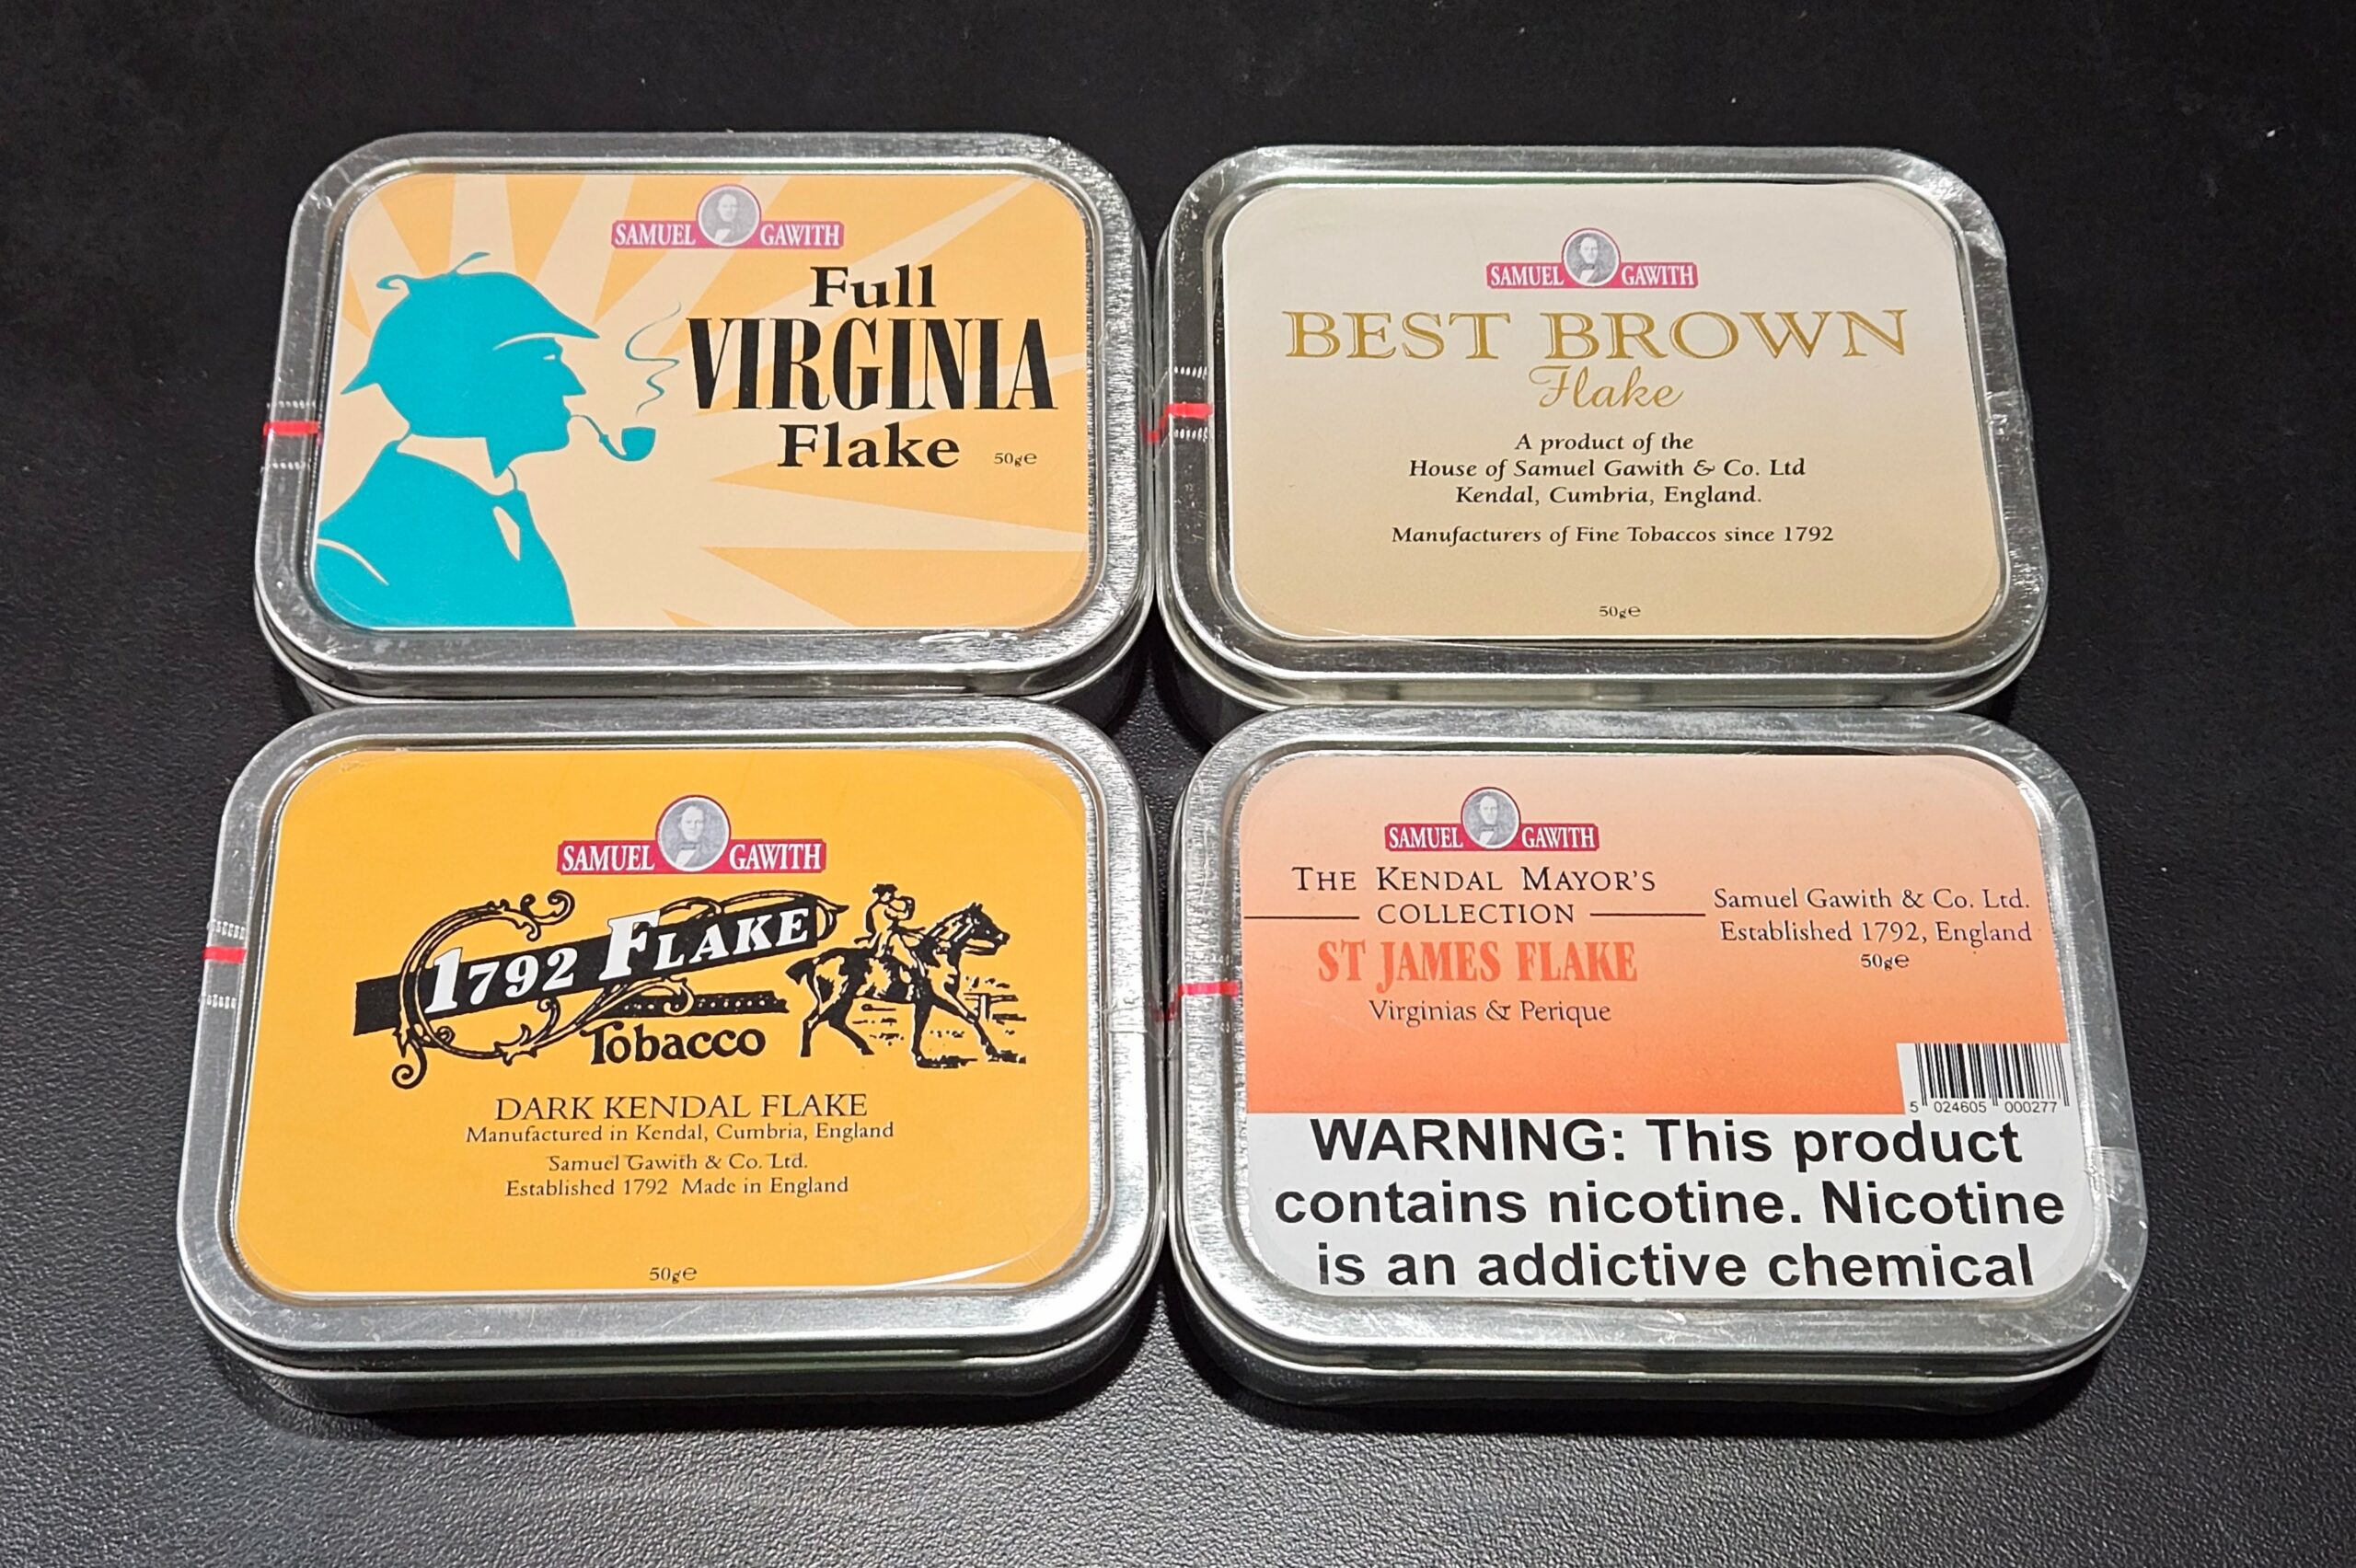 SAMUEL GAWITH
Full
VIRGINIA
Flake
50g℮
SAMUEL GAWITH
BEST BROWN
Flake
A product of the
House of Samuel Gawith & Co. Ltd
Kendal, Cumbria, England.
Manufacturers of Fine Tobaccos since 1792
50g℮
SAMUEL GAWITH
1792 FLAKE
Tobacco
DARK KENDAL FLAKE
Manufactured in Kendal, Cumbria, England
Samuel Gawith & Co. Ltd.
Established 1792 Made in England
50g℮
SAMUEL GAWITH
THE KENDAL MAYOR'S
COLLECTION
ST JAMES FLAKE
Virginias & Perique
Samuel Gawith & Co. Ltd.
Established 1792, England
50g℮
5 024605 000277
WARNING: This product
contains nicotine. Nicotine
is an addictive chemical